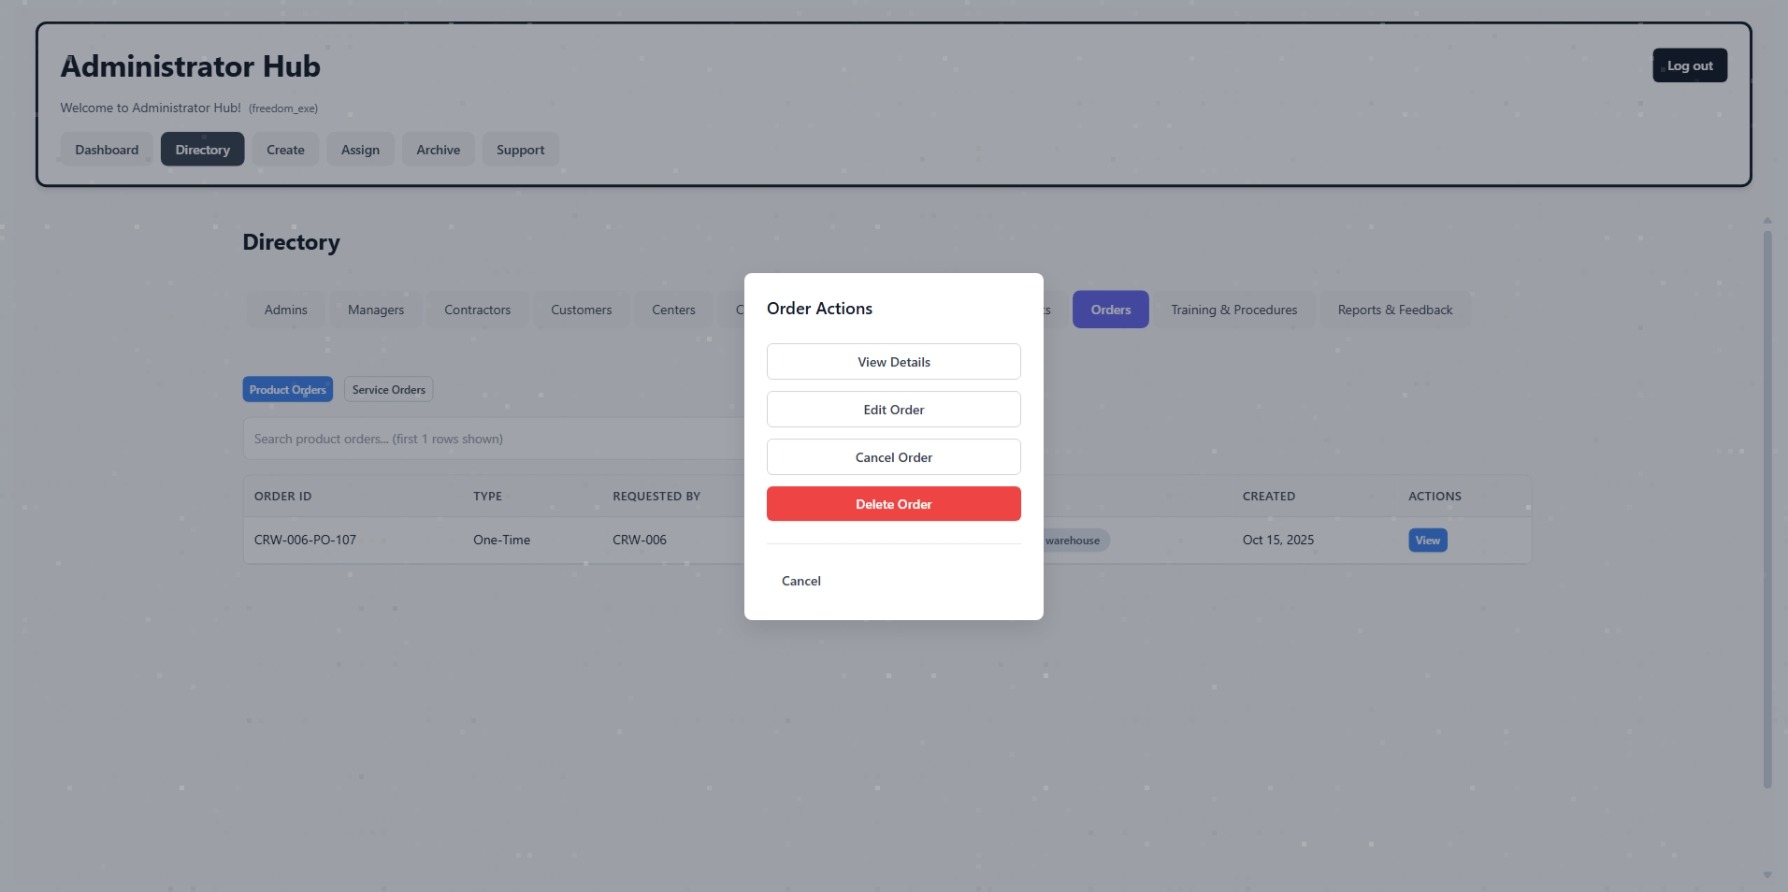 Administrator Hub
Log out
Welcome to Administrator Hub! (freedom_exe)
Dashboard Directory Create Assign Archive Support
Directory
Admins Managers Contractors Customers Centers Orders Training & Procedures Reports & Feedback
Order Actions
View Details
Edit Order
Cancel Order
Delete Order
Cancel
Product Orders Service Orders
Search product orders... (first 1 rows shown)
ORDER ID TYPE REQUESTED BY CREATED ACTIONS
CRW-006-PO-107 One-Time CRW-006 warehouse Oct 15, 2025 View